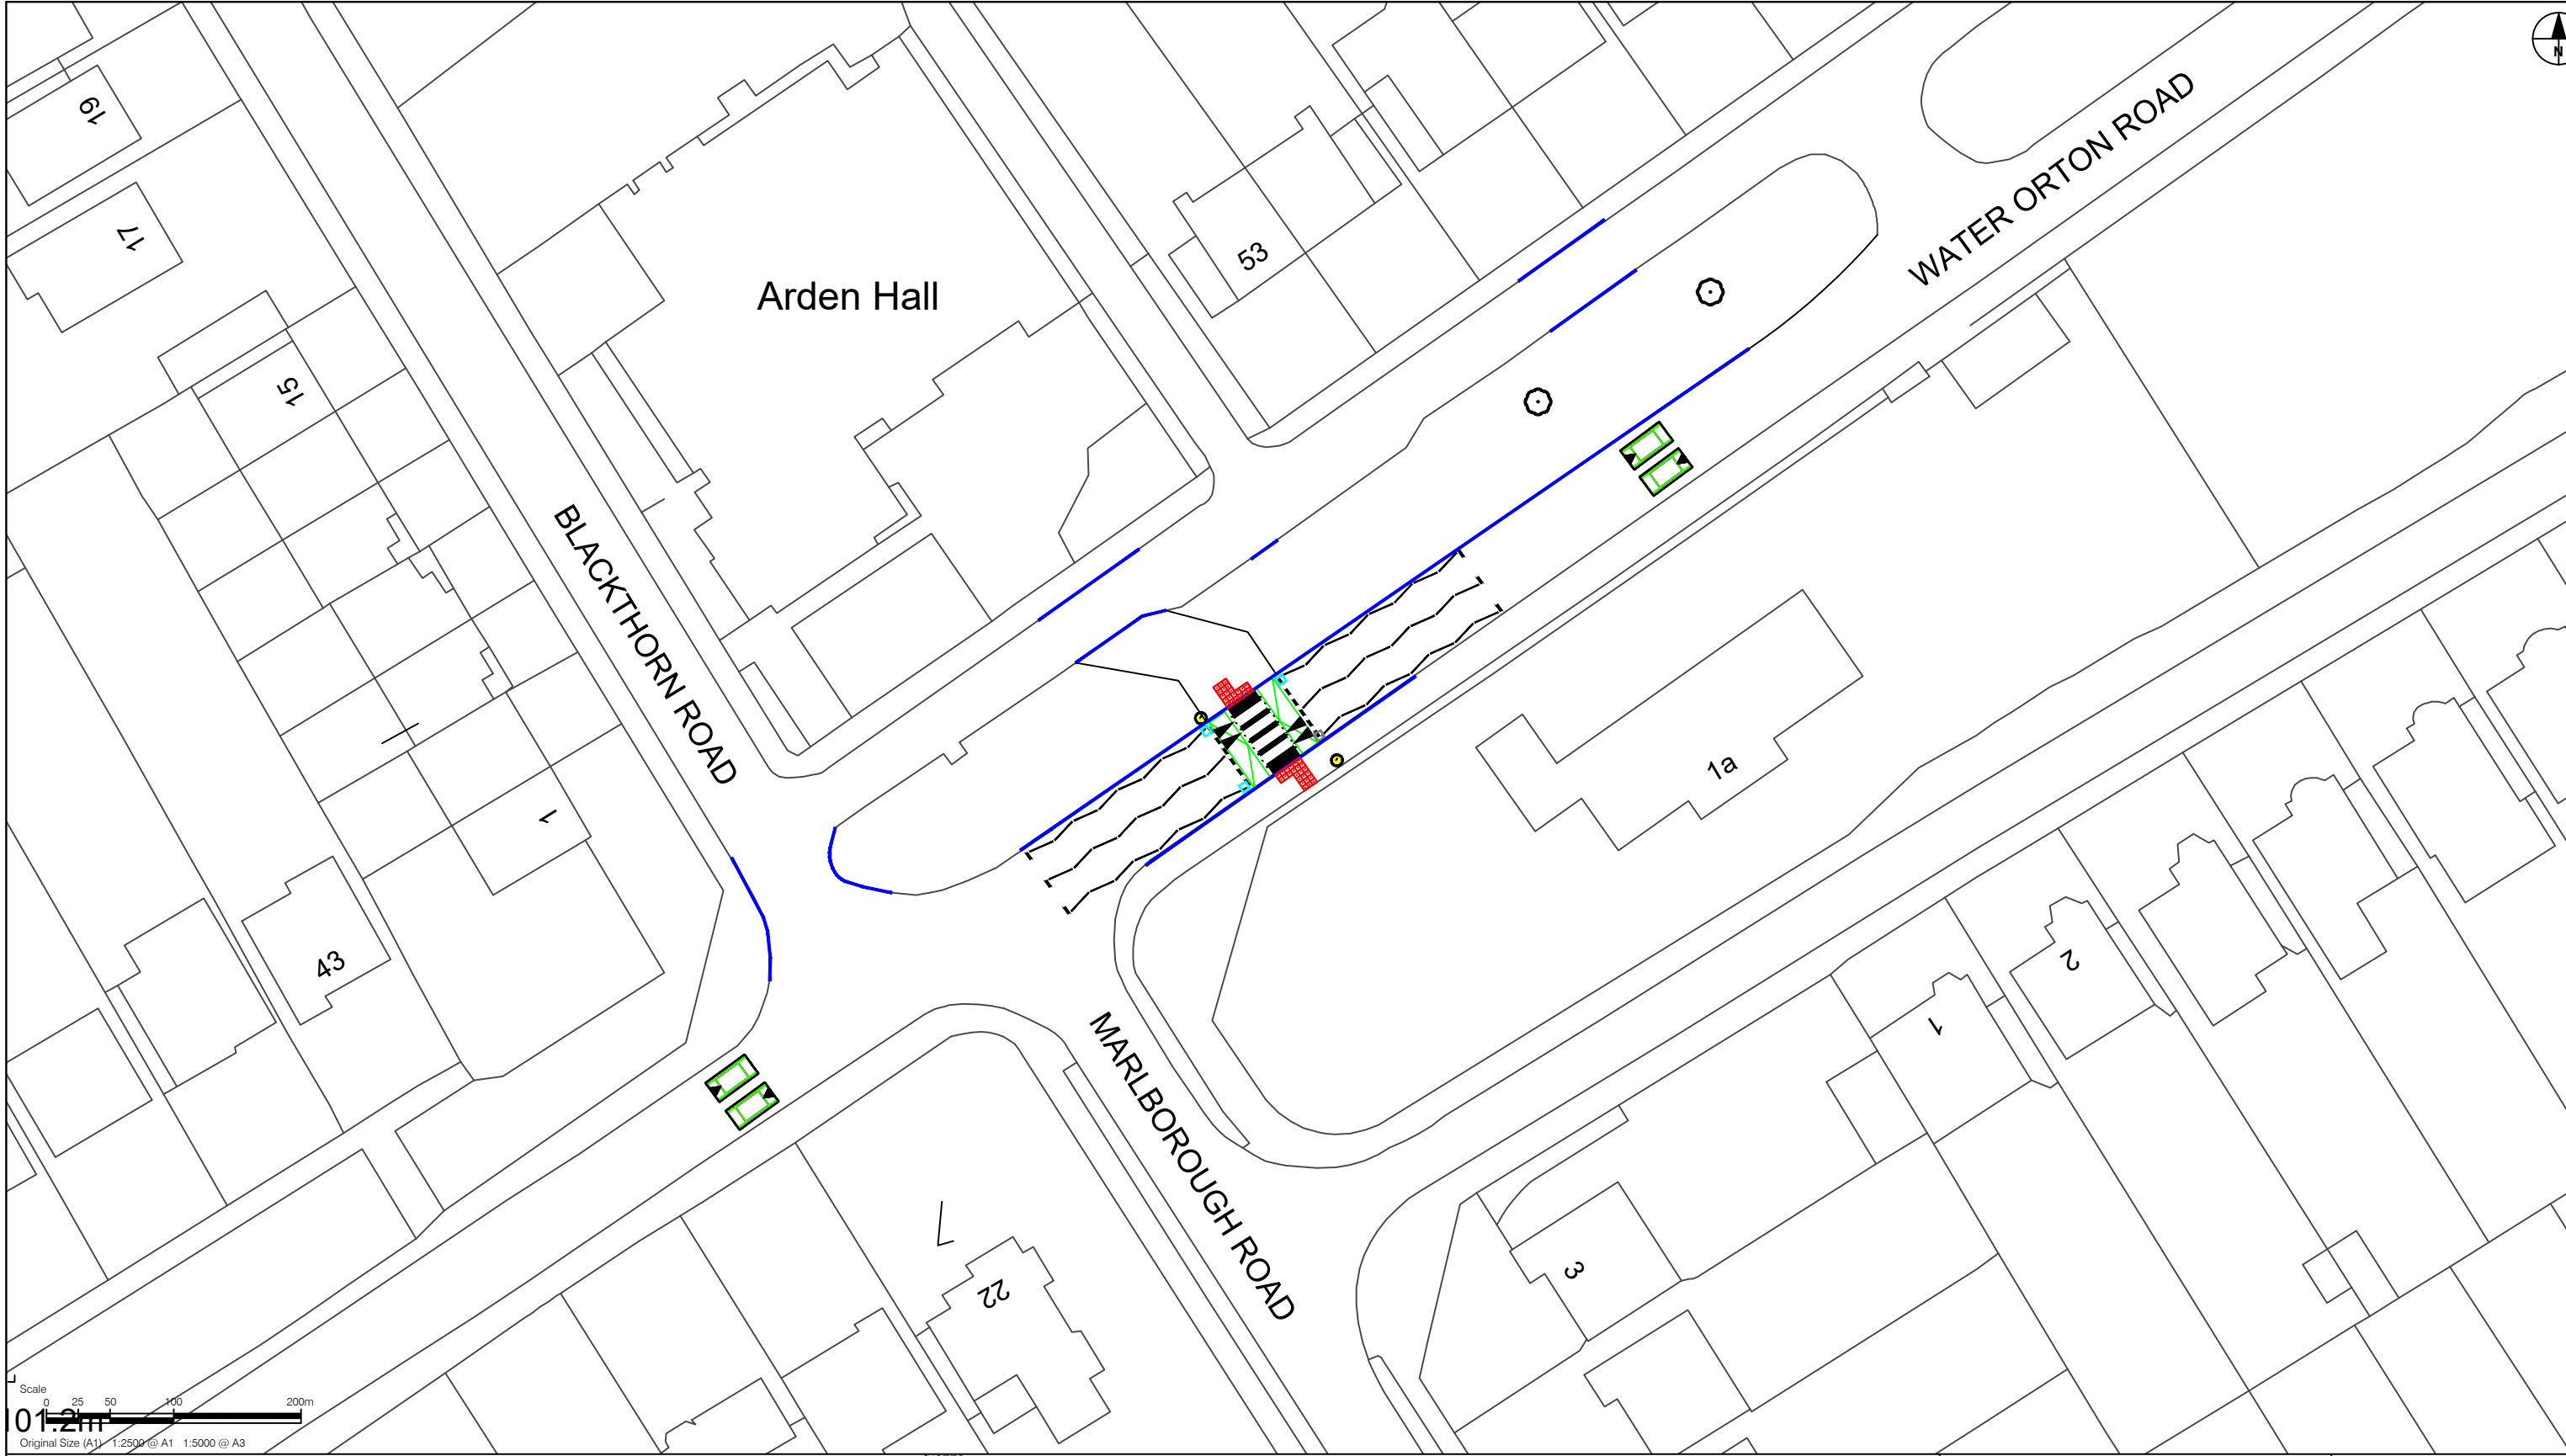 N
19
17
15
1
43
Arden Hall
53
WATER ORTON ROAD
BLACKTHORN ROAD
1a
MARLBOROUGH ROAD
1
2
3
22
Scale
0 25 50 100 200m
101.2m
Original Size (A1) 1:2500 @ A1 1:5000 @ A3